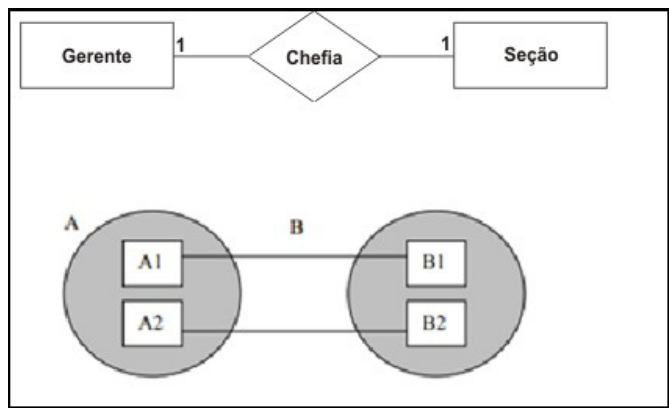 1 1
Gerente Chefia Seção
A B
A1 B1
A2 B2